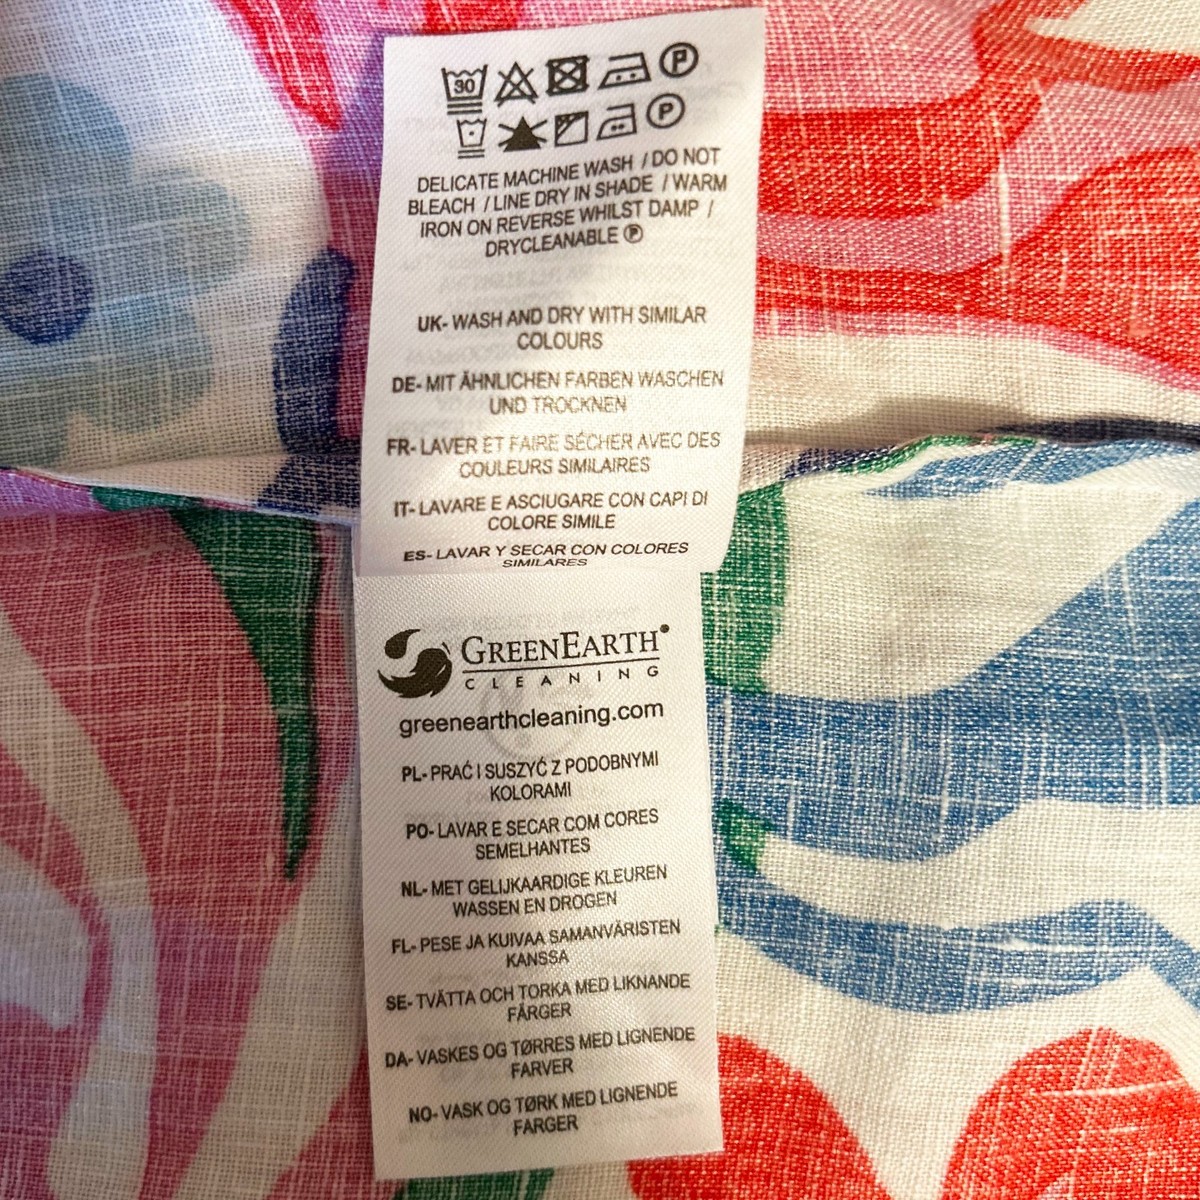 30
P
P
DELICATE MACHINE WASH / DO NOT
BLEACH / LINE DRY IN SHADE / WARM
IRON ON REVERSE WHILST DAMP /
DRYCLEANABLE Ⓟ
UK- WASH AND DRY WITH SIMILAR
COLOURS
DE- MIT ÄHNLICHEN FARBEN WASCHEN
UND TROCKNEN
FR- LAVER ET FAIRE SÉCHER AVEC DES
COULEURS SIMILAIRES
IT- LAVARE E ASCIUGARE CON CAPI DI
COLORE SIMILE
ES- LAVAR Y SECAR CON COLORES
SIMILARES
GREENEARTH®
CLEANING
greenearthcleaning.com
PL- PRAĆ I SUSZYĆ Z PODOBNYMI
KOLORAMI
PO- LAVAR E SECAR COM CORES
SEMELHANTES
NL- MET GELIJKAARDIGE KLEUREN
WASSEN EN DROGEN
FL- PESE JA KUIVAA SAMANVÄRISTEN
KANSSA
SE- TVÄTTA OCH TORKA MED LIKNANDE
FÄRGER
DA- VASKES OG TØRRES MED LIGNENDE
FARVER
NO- VASK OG TØRK MED LIGNENDE
FARGER